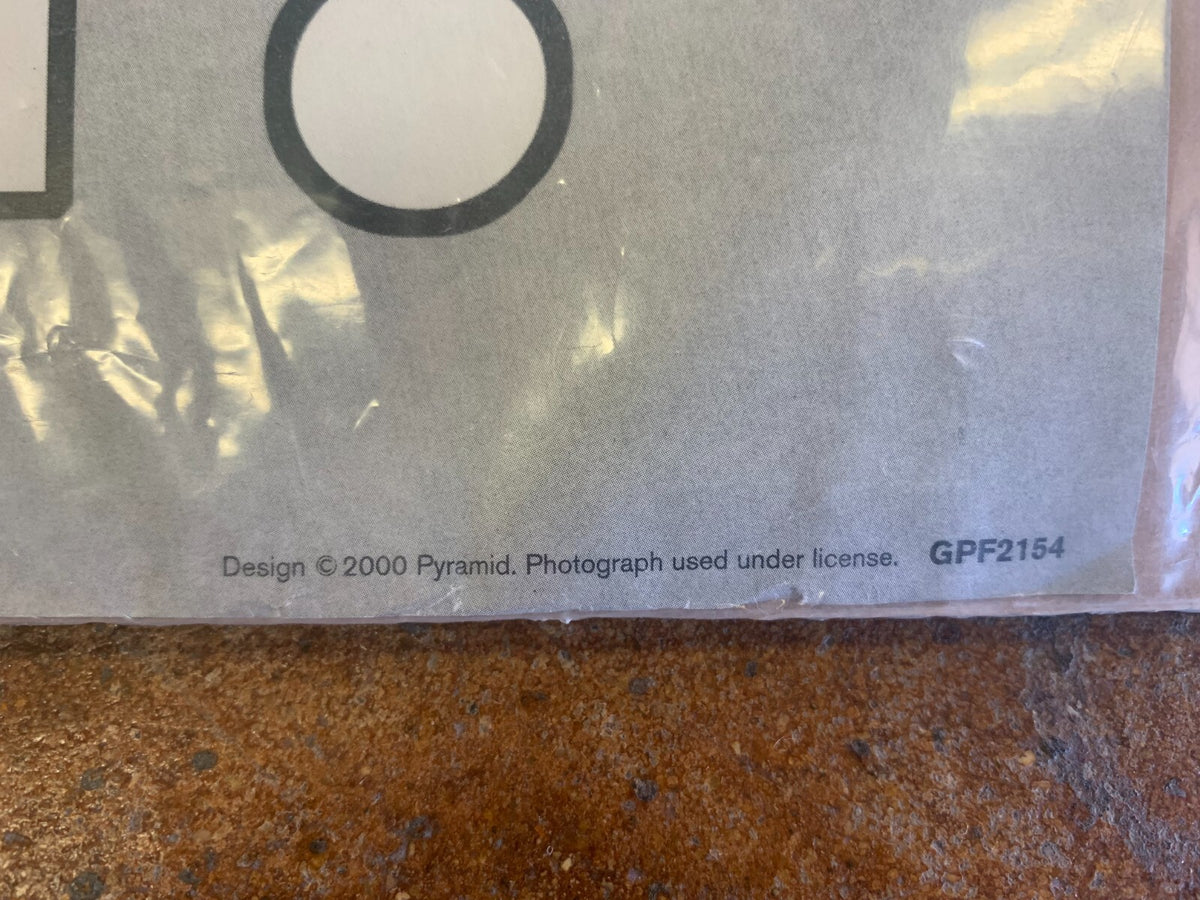 Design © 2000 Pyramid. Photograph used under license. GPF2154